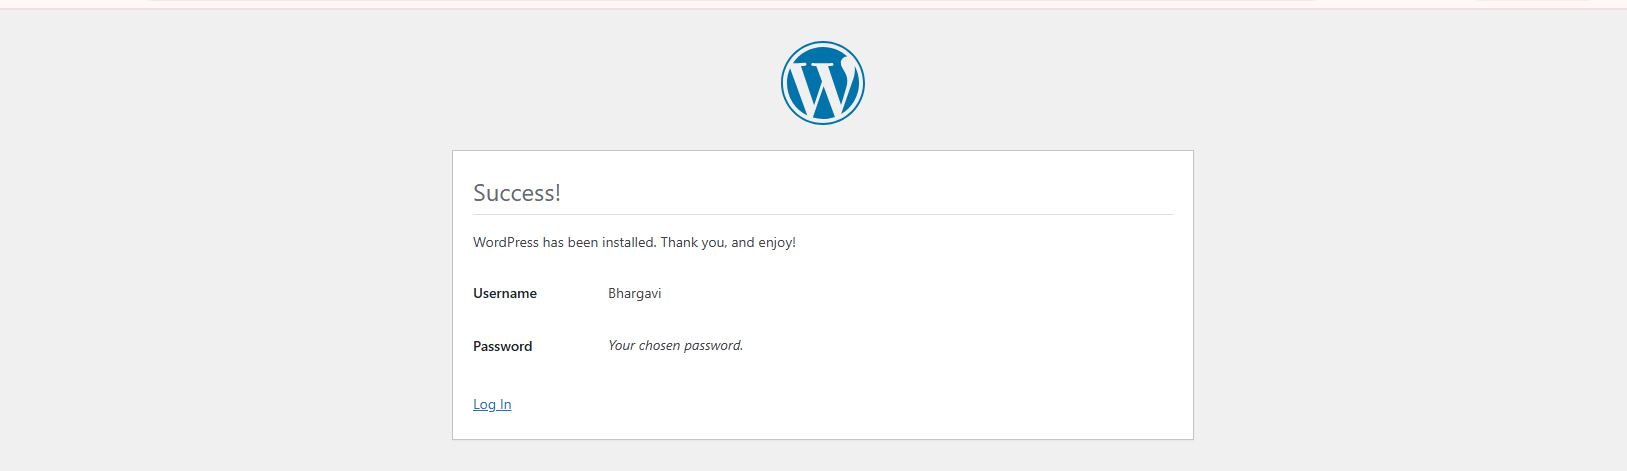 Success!
WordPress has been installed. Thank you, and enjoy!
Username Bhargavi
Password Your chosen password.
Log In